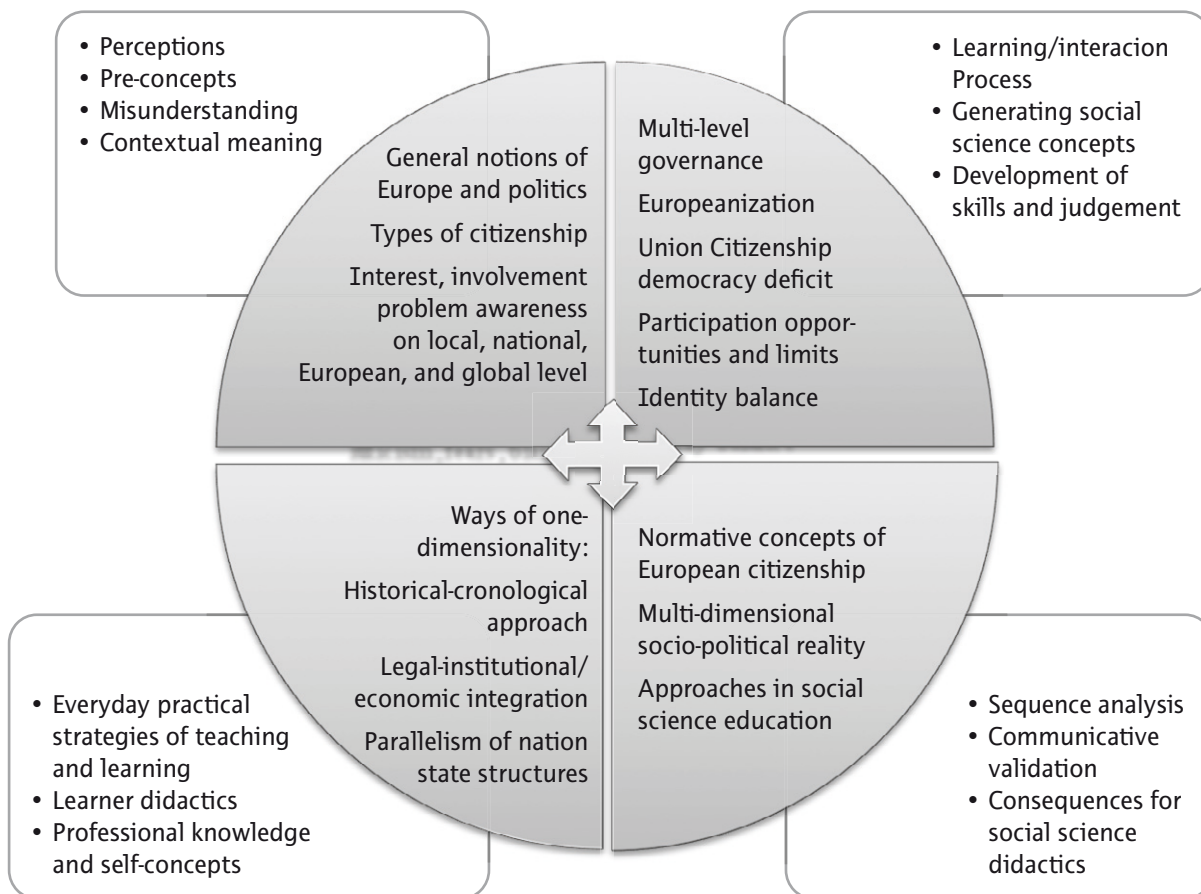 • Perceptions
• Pre-concepts
• Misunderstanding
• Contextual meaning
General notions of
Europe and politics
Types of citizenship
Interest, involvement
problem awareness
on local, national,
European, and global level
Multi-level
governance
Europeanization
Union Citizenship
democracy deficit
Participation oppor-
tunities and limits
Identity balance
• Learning/interacion
Process
• Generating social
science concepts
• Development of
skills and judgement
• Everyday practical
strategies of teaching
and learning
• Learner didactics
• Professional knowledge
and self-concepts
Ways of one-
dimensionality:
Historical-cronological
approach
Legal-institutional/
economic integration
Parallelism of nation
state structures
Normative concepts of
European citizenship
Multi-dimensional
socio-political reality
Approaches in social
science education
• Sequence analysis
• Communicative
validation
• Consequences for
social science
didactics